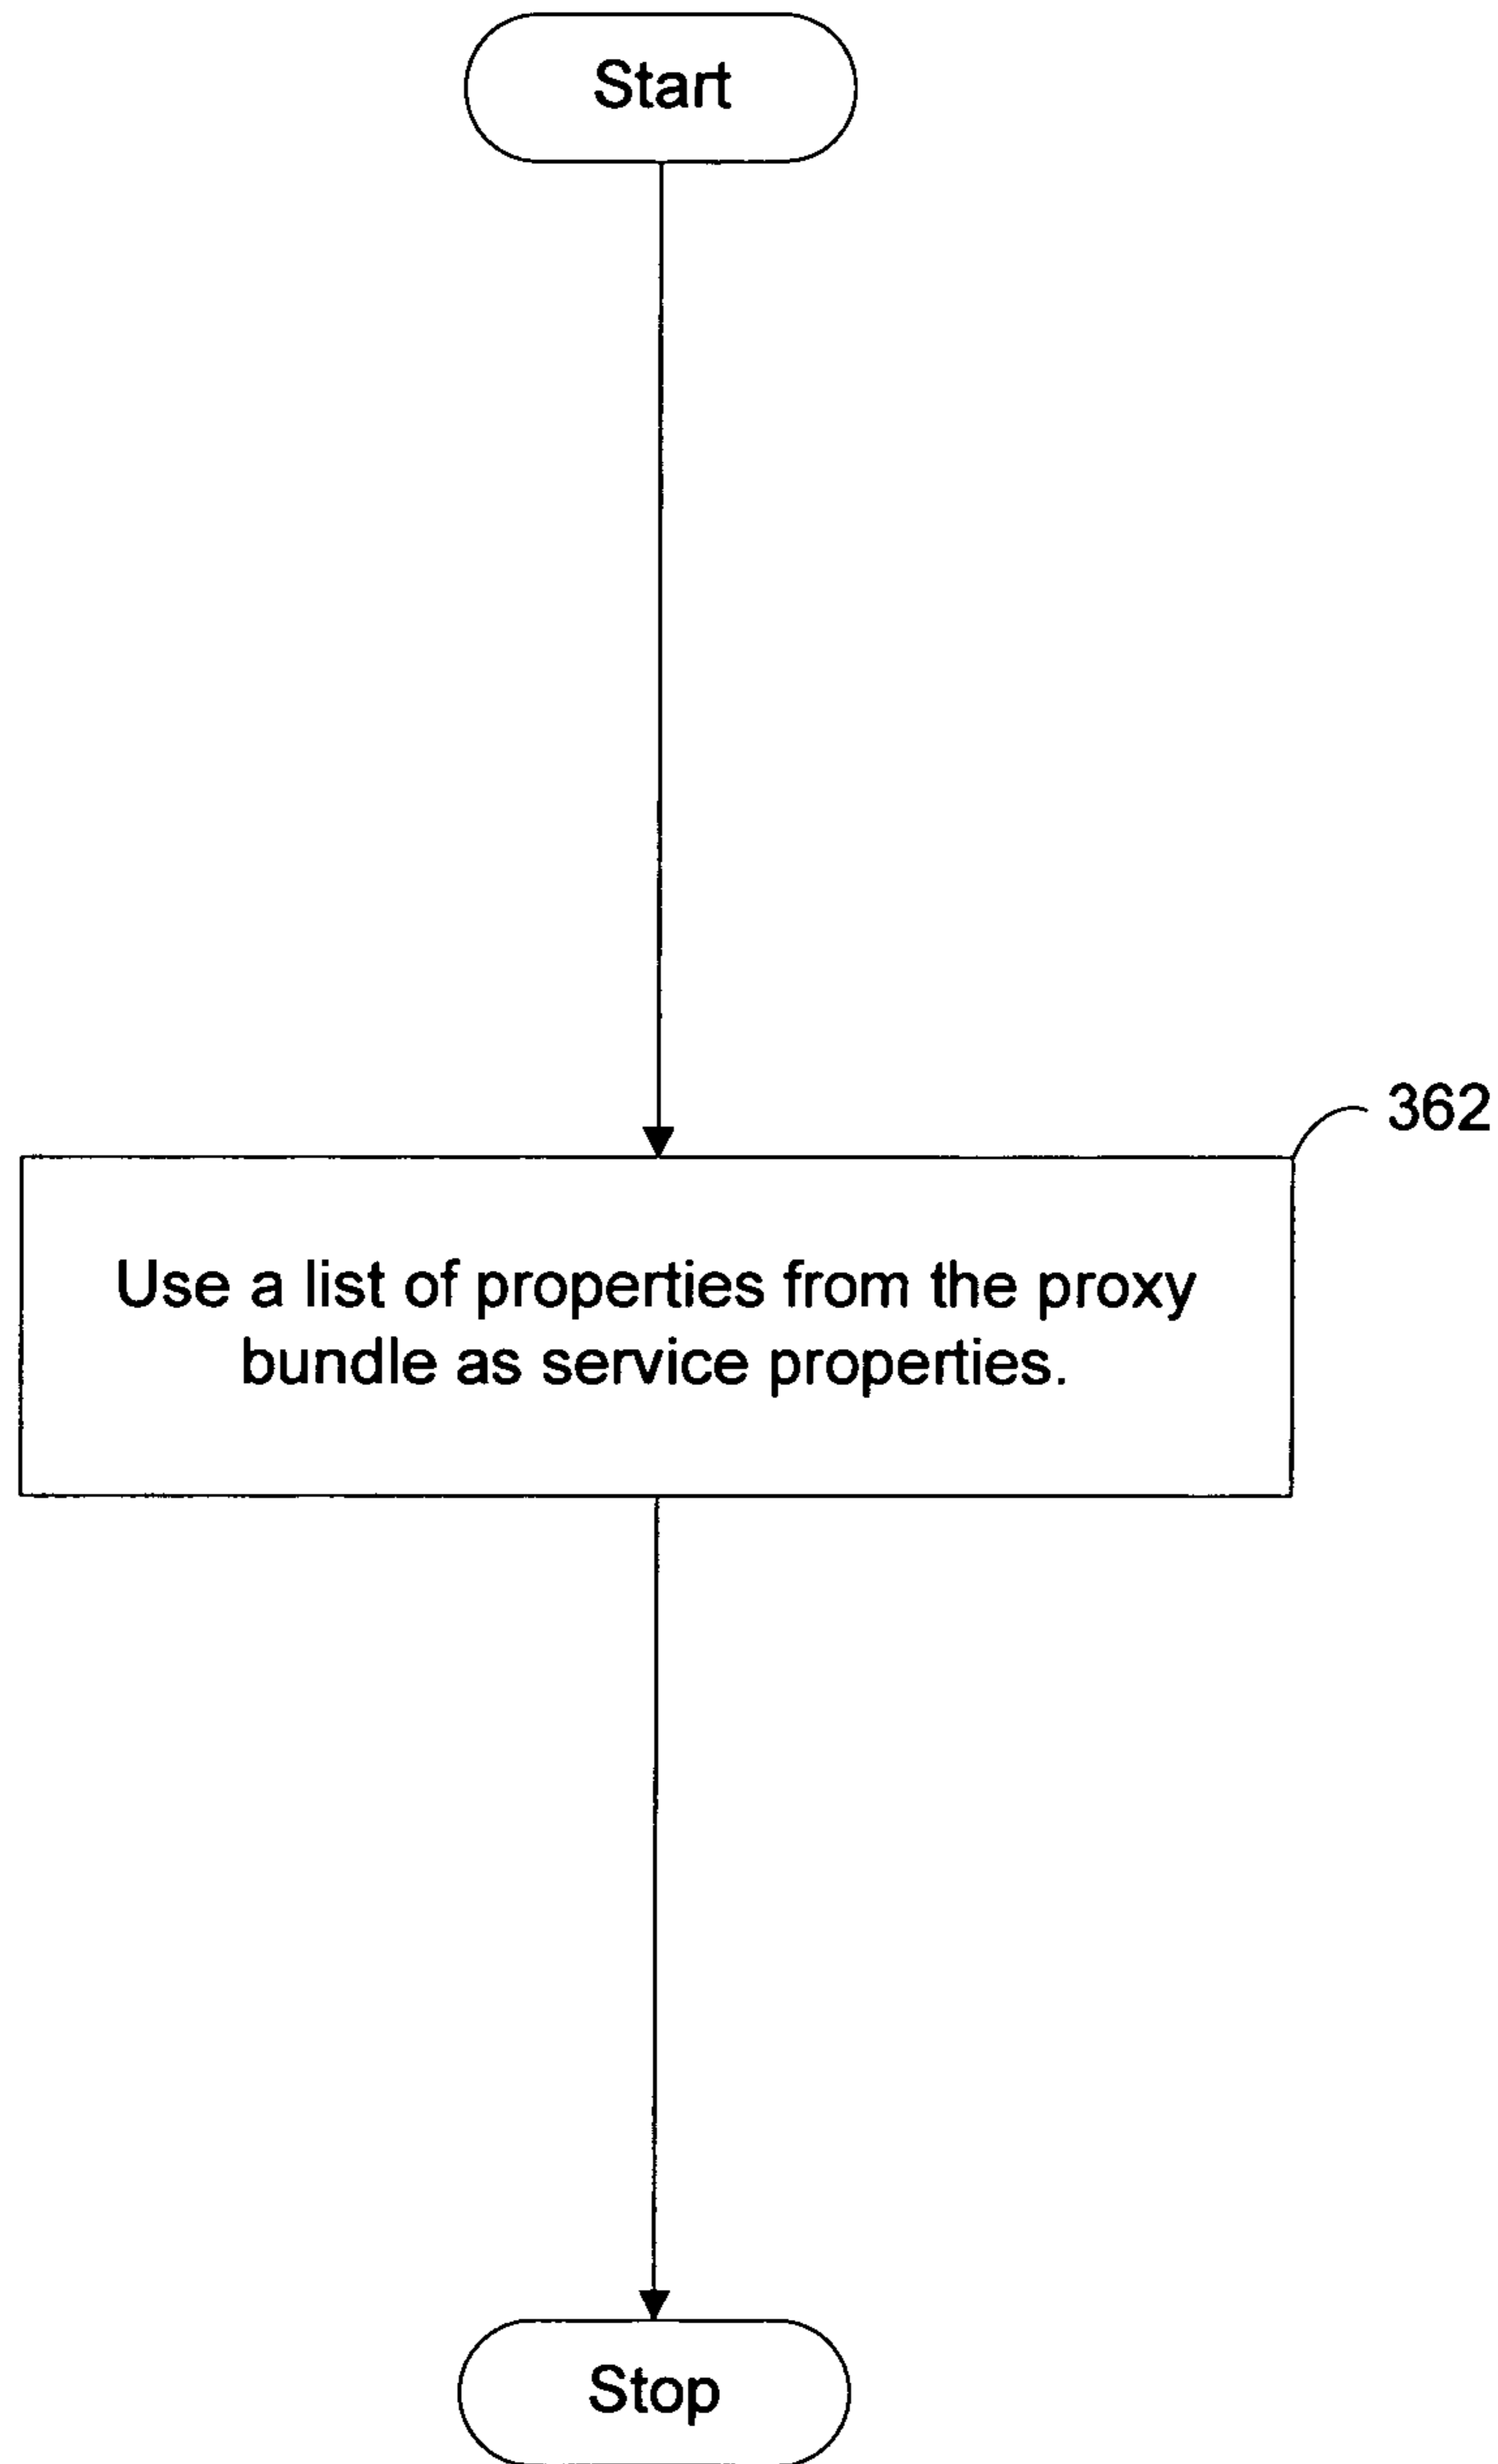 Start
362
Use a list of properties from the proxy
bundle as service properties.
Stop